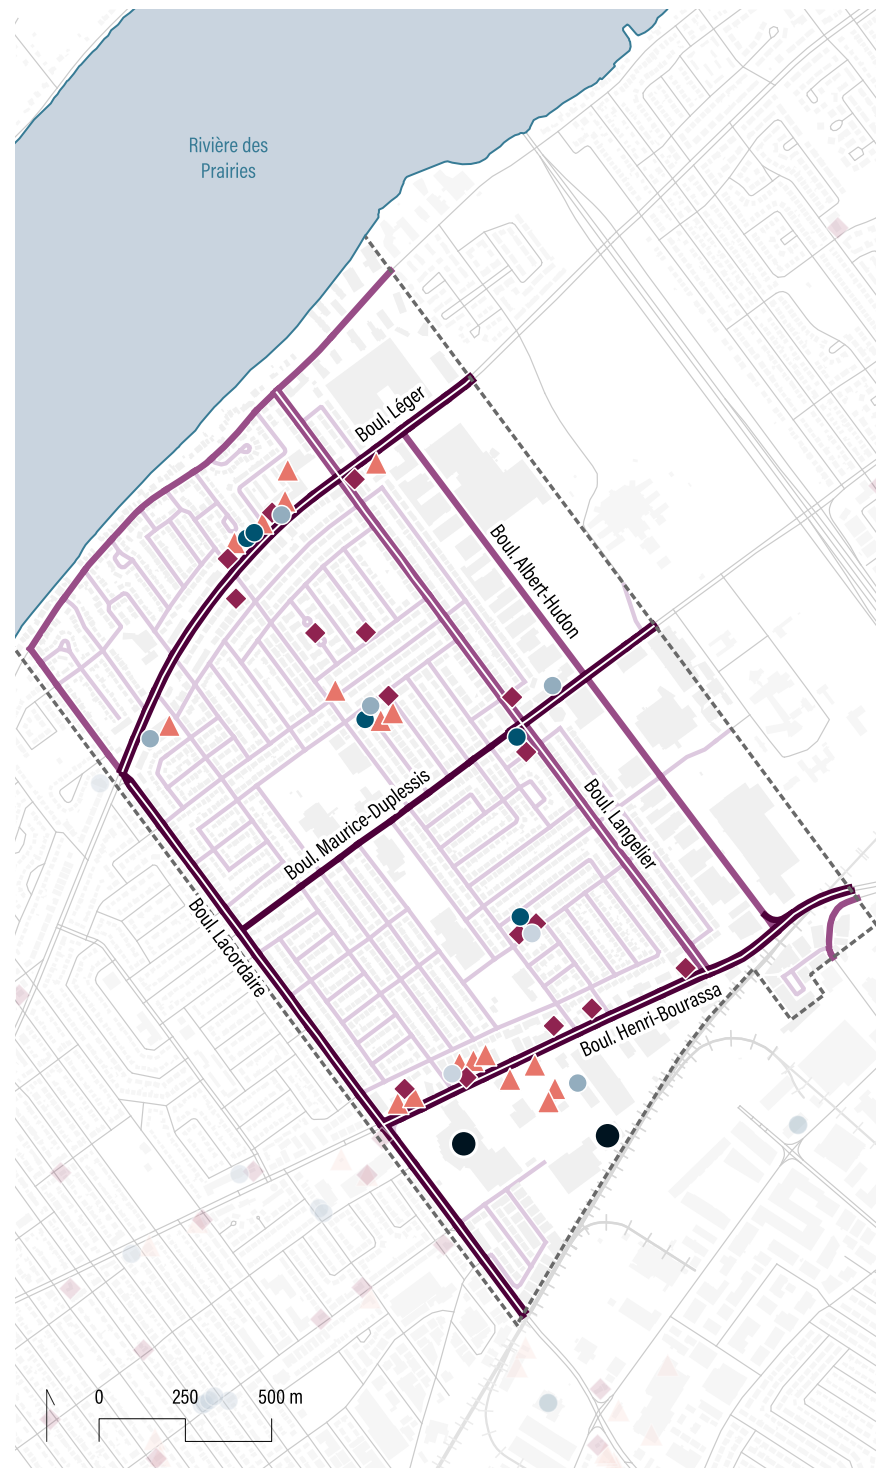 Rivière des
Prairies
Boul. Léger
Boul. Albert-Hudon
Boul. Maurice-Duplessis
Boul. Langelier
Boul. Lacordaire
Boul. Henri-Bourassa
0 250 500 m